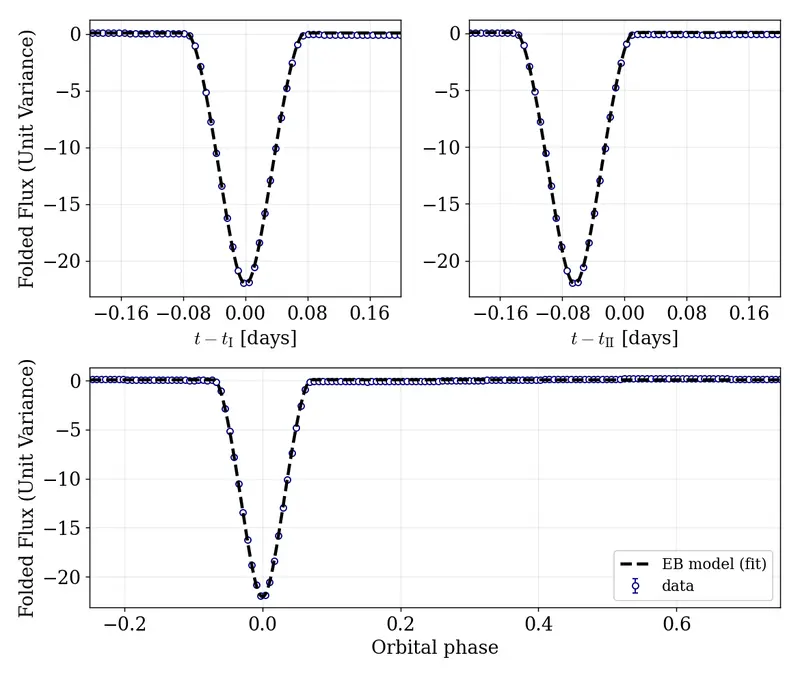 Folded Flux (Unit Variance)
0
−5
−10
−15
−20
−0.16 −0.08 0.00 0.08 0.16
t − tI [days]
0
−5
−10
−15
−20
−0.16 −0.08 0.00 0.08 0.16
t − tII [days]
Folded Flux (Unit Variance)
0
−5
−10
−15
−20
EB model (fit)
data
−0.2 0.0 0.2 0.4 0.6
Orbital phase